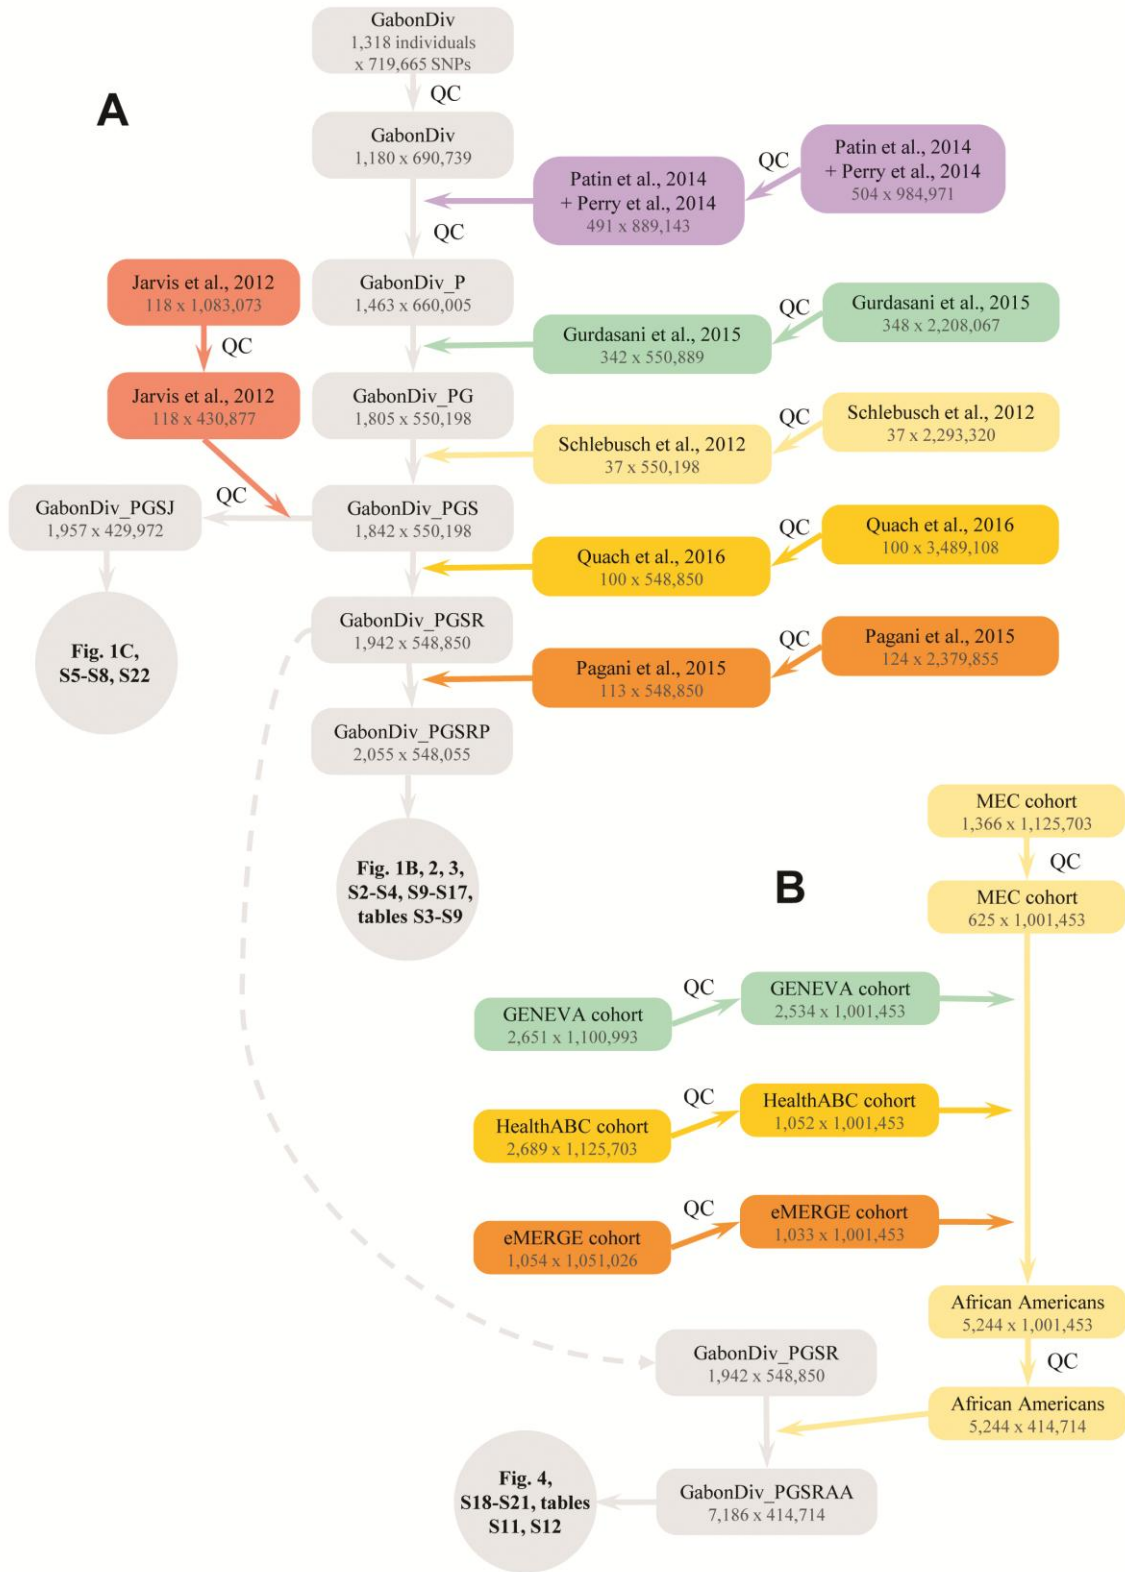 GabonDiv
1,318 individuals
x 719,665 SNPs
A
QC
GabonDiv
1,180 x 690,739
Patin et al., 2014
+ Perry et al., 2014
491 x 889,143
QC
Patin et al., 2014
+ Perry et al., 2014
504 x 984,971
QC
Jarvis et al., 2012
118 x 1,083,073
GabonDiv_P
1,463 x 660,005
QC
Gurdasani et al., 2015
342 x 550,889
QC
Gurdasani et al., 2015
348 x 2,208,067
Jarvis et al., 2012
118 x 430,877
GabonDiv_PG
1,805 x 550,198
Schlebusch et al., 2012
37 x 550,198
QC
Schlebusch et al., 2012
37 x 2,293,320
GabonDiv_PGSJ
1,957 x 429,972
QC
GabonDiv_PGS
1,842 x 550,198
Quach et al., 2016
100 x 548,850
QC
Quach et al., 2016
100 x 3,489,108
Fig. 1C,
S5-S8, S22
GabonDiv_PGSR
1,942 x 548,850
Pagani et al., 2015
113 x 548,850
QC
Pagani et al., 2015
124 x 2,379,855
GabonDiv_PGSRP
2,055 x 548,055
Fig. 1B, 2, 3,
S2-S4, S9-S17,
tables S3-S9
B
MEC cohort
1,366 x 1,125,703
QC
MEC cohort
625 x 1,001,453
GENEVA cohort
2,651 x 1,100,993
QC
GENEVA cohort
2,534 x 1,001,453
HealthABC cohort
2,689 x 1,125,703
QC
HealthABC cohort
1,052 x 1,001,453
eMERGE cohort
1,054 x 1,051,026
QC
eMERGE cohort
1,033 x 1,001,453
African Americans
5,244 x 1,001,453
QC
African Americans
5,244 x 414,714
GabonDiv_PGSR
1,942 x 548,850
GabonDiv_PGSRAA
7,186 x 414,714
Fig. 4,
S18-S21, tables
S11, S12